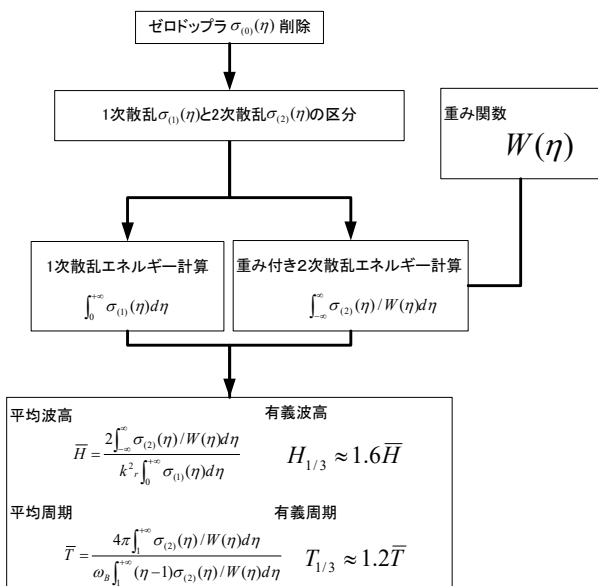 ゼロドップラ σ₍₀₎(η) 削除
1次散乱σ₍₁₎(η)と2次散乱σ₍₂₎(η)の区分
重み関数
W(η)
1次散乱エネルギー計算
∫₀^{+∞} σ₍₁₎(η)dη
重み付き2次散乱エネルギー計算
∫_{-∞}^{∞} σ₍₂₎(η)/W(η)dη
平均波高
H̅ = \frac{2∫_{-∞}^{∞} σ₍₂₎(η)/W(η)dη}{k²ᵣ ∫₀^{+∞} σ₍₁₎(η)dη}
有義波高
H_{1/3} ≈ 1.6H̅
平均周期
T̅ = \frac{4π∫₁^{+∞} σ₍₂₎(η)/W(η)dη}{ω_B ∫₁^{+∞} (η-1)σ₍₂₎(η)/W(η)dη}
有義周期
T_{1/3} ≈ 1.2T̅